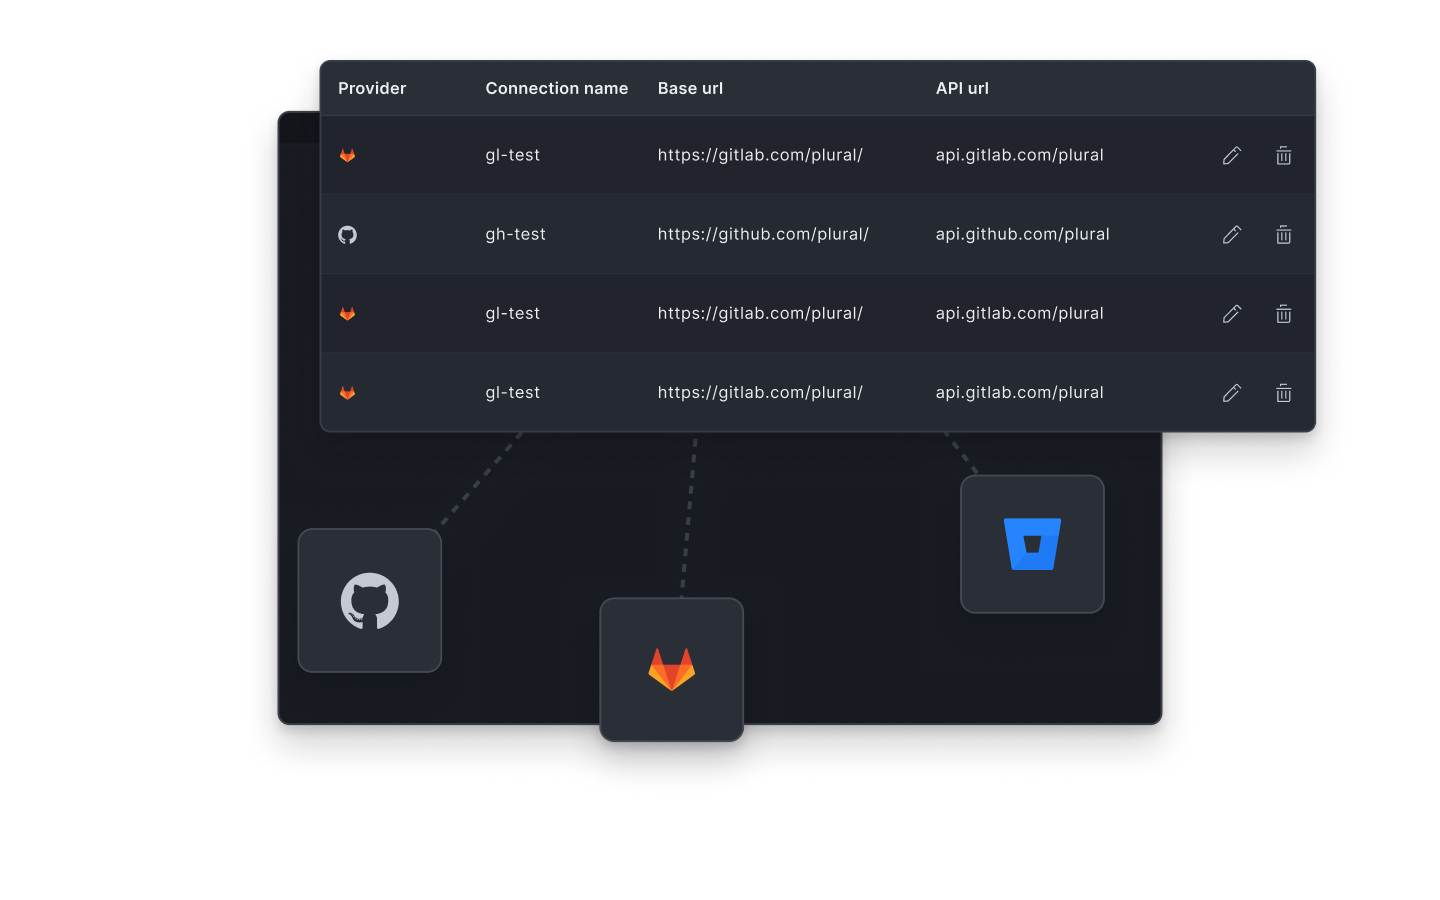 Provider Connection name Base url API url
gl-test https://gitlab.com/plural/ api.gitlab.com/plural
gh-test https://github.com/plural/ api.github.com/plural
gl-test https://gitlab.com/plural/ api.gitlab.com/plural
gl-test https://gitlab.com/plural/ api.gitlab.com/plural